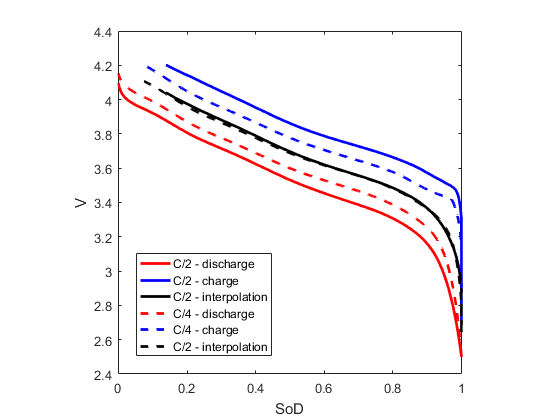 4.4
4.2
4
3.8
3.6
3.4
3.2
3
2.8
2.6
2.4
V
C/2 - discharge
C/2 - charge
C/2 - interpolation
C/4 - discharge
C/4 - charge
C/2 - interpolation
0 0.2 0.4 0.6 0.8 1
SoD